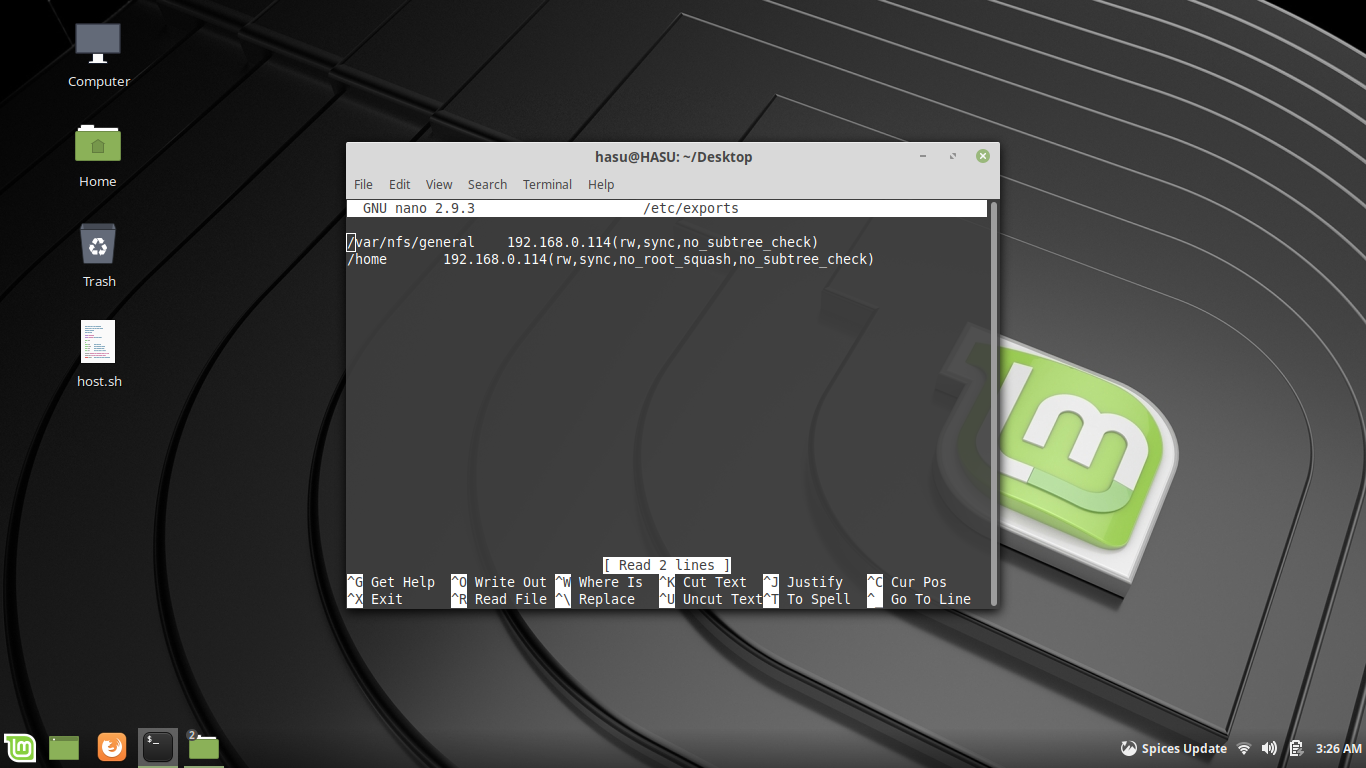 Computer
Home
Trash
host.sh
hasu@HASU: ~/Desktop
File Edit View Search Terminal Help
GNU nano 2.9.3 /etc/exports
/var/nfs/general 192.168.0.114(rw,sync,no_subtree_check)
/home 192.168.0.114(rw,sync,no_root_squash,no_subtree_check)
[ Read 2 lines ]
^G Get Help ^O Write Out ^W Where Is ^K Cut Text ^J Justify ^C Cur Pos
^X Exit ^R Read File ^\ Replace ^U Uncut Text ^T To Spell ^_ Go To Line
$_
2
Spices Update 3:26 AM